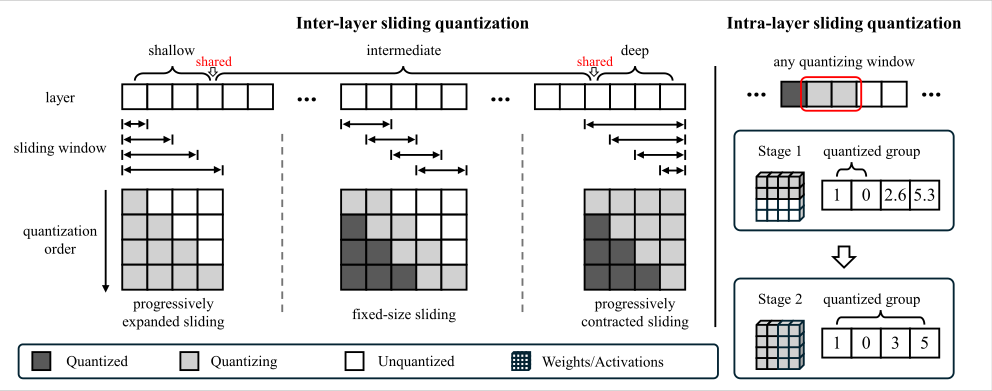 Inter-layer sliding quantization
shallow
shared
intermediate
shared
deep
layer
...
...
sliding window
quantization
order
progressively
expanded sliding
fixed-size sliding
progressively
contracted sliding
Quantized
Quantizing
Unquantized
Weights/Activations
Intra-layer sliding quantization
any quantizing window
...
...
Stage 1
quantized group
1 0 2.6 5.3
Stage 2
quantized group
1 0 3 5